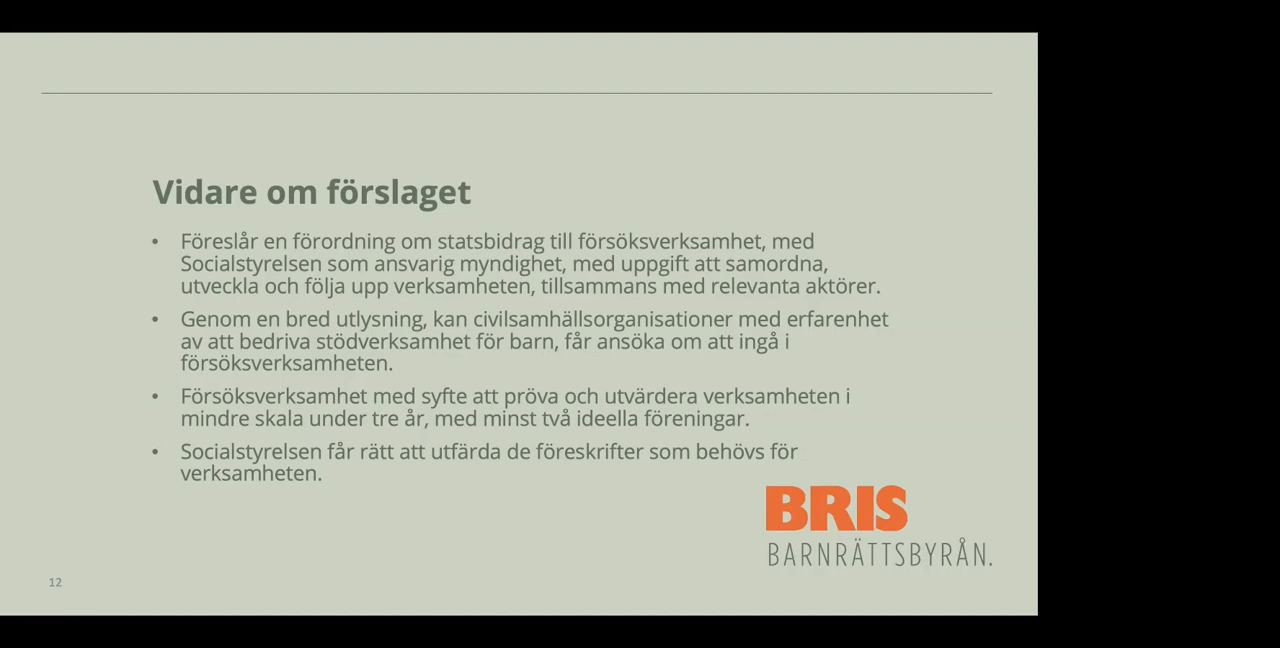 Vidare om förslaget
• Föreslår en förordning om statsbidrag till försöksverksamhet, med
Socialstyrelsen som ansvarig myndighet, med uppgift att samordna,
utveckla och följa upp verksamheten, tillsammans med relevanta aktörer.
• Genom en bred utlysning, kan civilsamhällsorganisationer med erfarenhet
av att bedriva stödverksamhet för barn, får ansöka om att ingå i
försöksverksamheten.
• Försöksverksamhet med syfte att pröva och utvärdera verksamheten i
mindre skala under tre år, med minst två ideella föreningar.
• Socialstyrelsen får rätt att utfärda de föreskrifter som behövs för
verksamheten.
BRIS
BARNRÄTTSBYRÅN.
12